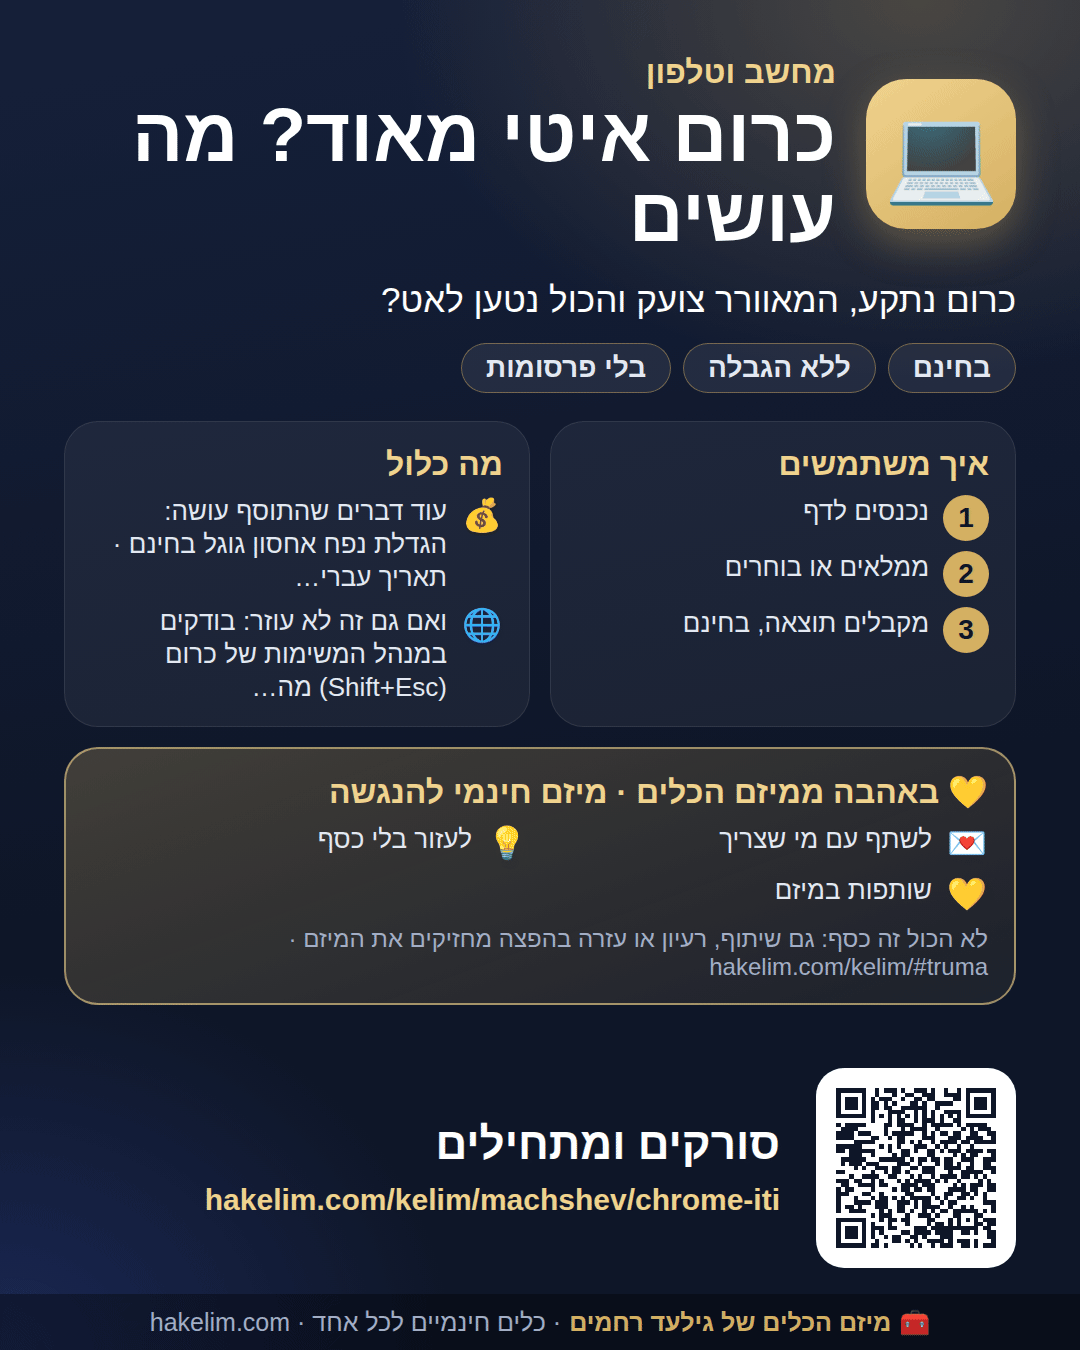 מחשב וטלפון
כרום איטי מאוד? מה
עושים
כרום נתקע, המאוורר צועק והכול נטען לאט?
בחינם
ללא הגבלה
בלי פרסומות
איך משתמשים
1 נכנסים לדף
2 ממלאים או בוחרים
3 מקבלים תוצאה, בחינם
מה כלול
עוד דברים שהתוסף עושה:
הגדלת נפח אחסון גוגל בחינם ·
תאריך עברי…
ואם גם זה לא עוזר: בודקים
במנהל המשימות של כרום
(Shift+Esc) מה…
באהבה ממיזם הכלים · מיזם חינמי להנגשה
לשתף עם מי שצריך
לעזור בלי כסף
שותפות במיזם
לא הכול זה כסף: גם שיתוף, רעיון או עזרה בהפצה מחזיקים את המיזם ·
hakelim.com/kelim/#truma
סורקים ומתחילים
hakelim.com/kelim/machshev/chrome-iti
מיזם הכלים של גילעד רחמים · כלים חינמיים לכל אחד · hakelim.com